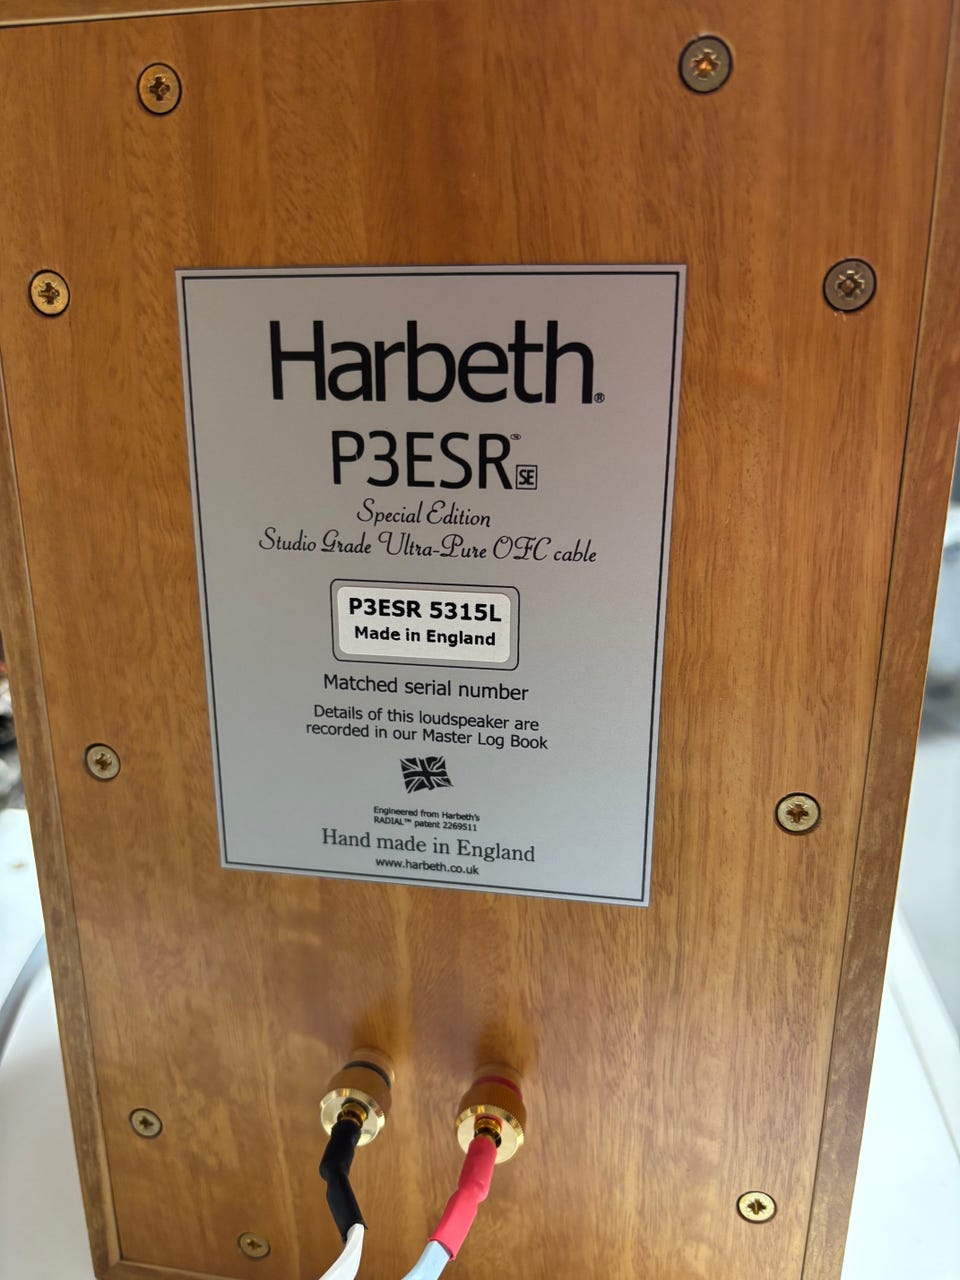 Harbeth®
P3ESR™ SE
Special Edition
Studio Grade Ultra-Pure OFC cable
P3ESR 5315L
Made in England
Matched serial number
Details of this loudspeaker are
recorded in our Master Log Book
Engineered from Harbeth's
RADIAL™ patent 2269511
Hand made in England
www.harbeth.co.uk